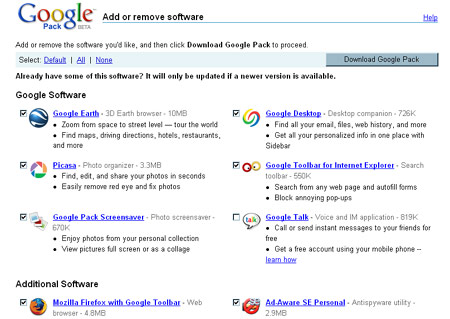 Google
Pack BETA
Add or remove software
Help
Add or remove the software you'd like, and then click Download Google Pack to proceed.
Select: Default | All | None
Download Google Pack
Already have some of this software? It will only be updated if a newer version is available.
Google Software
Google Earth - 3D Earth browser - 10MB
• Zoom from space to street level — tour the world
• Find maps, driving directions, hotels, restaurants,
and more
Google Desktop - Desktop companion - 726K
• Find all your email, files, web history, and more
• Get all your personalized info in one place with
Sidebar
Picasa - Photo organizer - 3.3MB
• Find, edit, and share your photos in seconds
• Easily remove red eye and fix photos
Google Toolbar for Internet Explorer - Search
toolbar - 550K
• Search from any web page and autofill forms
• Block annoying pop-ups
Google Pack Screensaver - Photo screensaver -
670K
• Enjoy photos from your personal collection
• View pictures full screen or as a collage
talk
Google Talk - Voice and IM application - 819K
• Call or send instant messages to your friends for
free
• Get a free account using your mobile phone –
learn how
Additional Software
Mozilla Firefox with Google Toolbar - Web
browser - 4.8MB
Ad-Aware SE Personal - Antispyware utility -
2.9MB